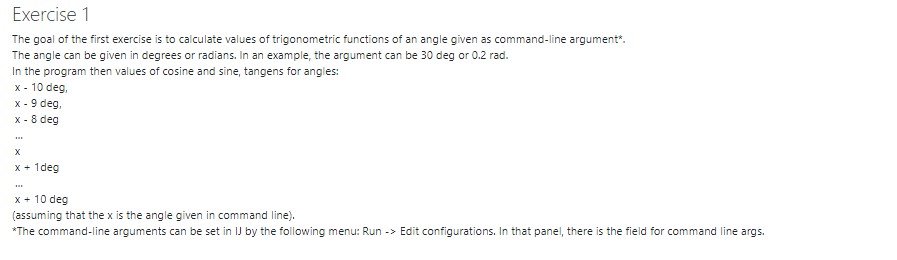 Exercise 1
The goal of the first exercise is to calculate values of trigonometric functions of an angle given as command-line argument*.
The angle can be given in degrees or radians. In an example, the argument can be 30 deg or 0.2 rad.
In the program then values of cosine and sine, tangens for angles:
x - 10 deg,
x - 9 deg,
x - 8 deg
...
x
x + 1deg
...
x + 10 deg
(assuming that the x is the angle given in command line).
*The command-line arguments can be set in IJ by the following menu: Run -> Edit configurations. In that panel, there is the field for command line args.